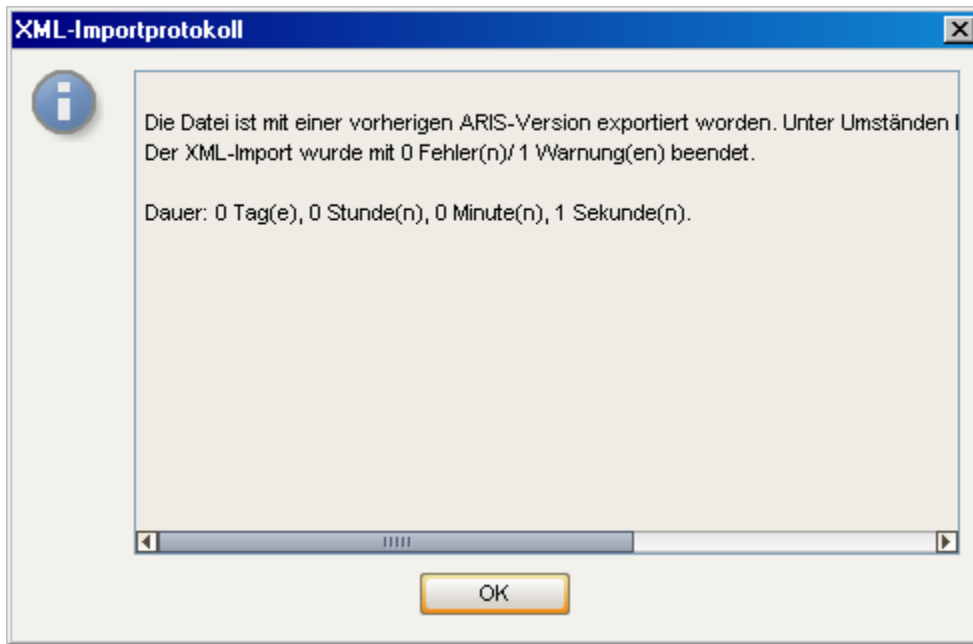 XML-Importprotokoll
Die Datei ist mit einer vorherigen ARIS-Version exportiert worden. Unter Umständen
Der XML-Import wurde mit 0 Fehler(n)/ 1 Warnung(en) beendet.
Dauer: 0 Tag(e), 0 Stunde(n), 0 Minute(n), 1 Sekunde(n).
OK